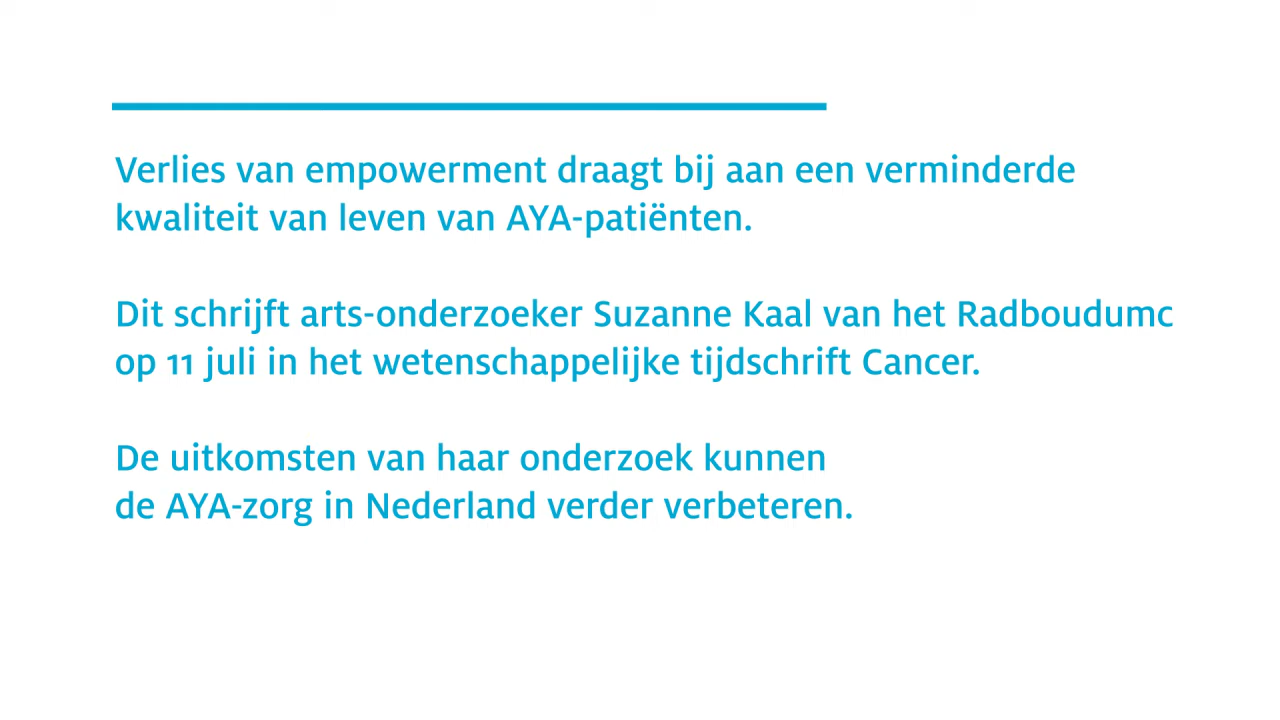 Verlies van empowerment draagt bij aan een verminderde
kwaliteit van leven van AYA-patiënten.
Dit schrijft arts-onderzoeker Suzanne Kaal van het Radboudumc
op 11 juli in het wetenschappelijke tijdschrift Cancer.
De uitkomsten van haar onderzoek kunnen
de AYA-zorg in Nederland verder verbeteren.